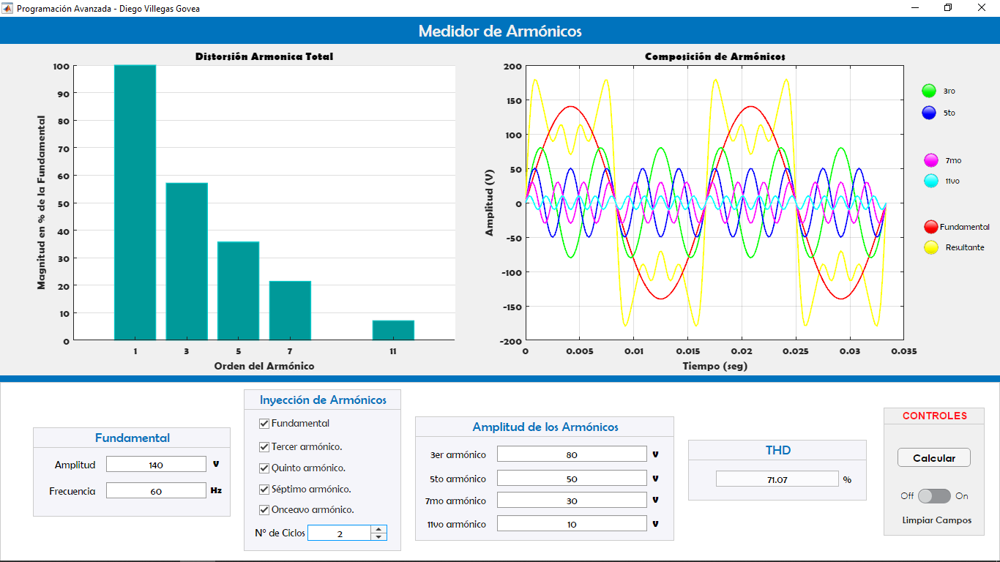 Programación Avanzada - Diego Villegas Govea
Medidor de Armónicos
Distorsión Armonica Total
Magnitud en % de la Fundamental
100
90
80
70
60
50
40
30
20
10
0
1 3 5 7 11
Orden del Armónico
Composición de Armónicos
Amplitud (V)
200
150
100
50
0
-50
-100
-150
-200
0 0.005 0.01 0.015 0.02 0.025 0.03 0.035
Tiempo (seg)
3ro
5to
7mo
11vo
Fundamental
Resultante
Fundamental
Amplitud 140 V
Frecuencia 60 Hz
Inyección de Armónicos
Fundamental
Tercer armónico.
Quinto armónico.
Séptimo armónico.
Onceavo armónico.
Nº de Ciclos 2
Amplitud de los Armónicos
3er armónico 80 V
5to armónico 50 V
7mo armónico 30 V
11vo armónico 10 V
THD
71.07 %
CONTROLES
Calcular
Off On
Limpiar Campos